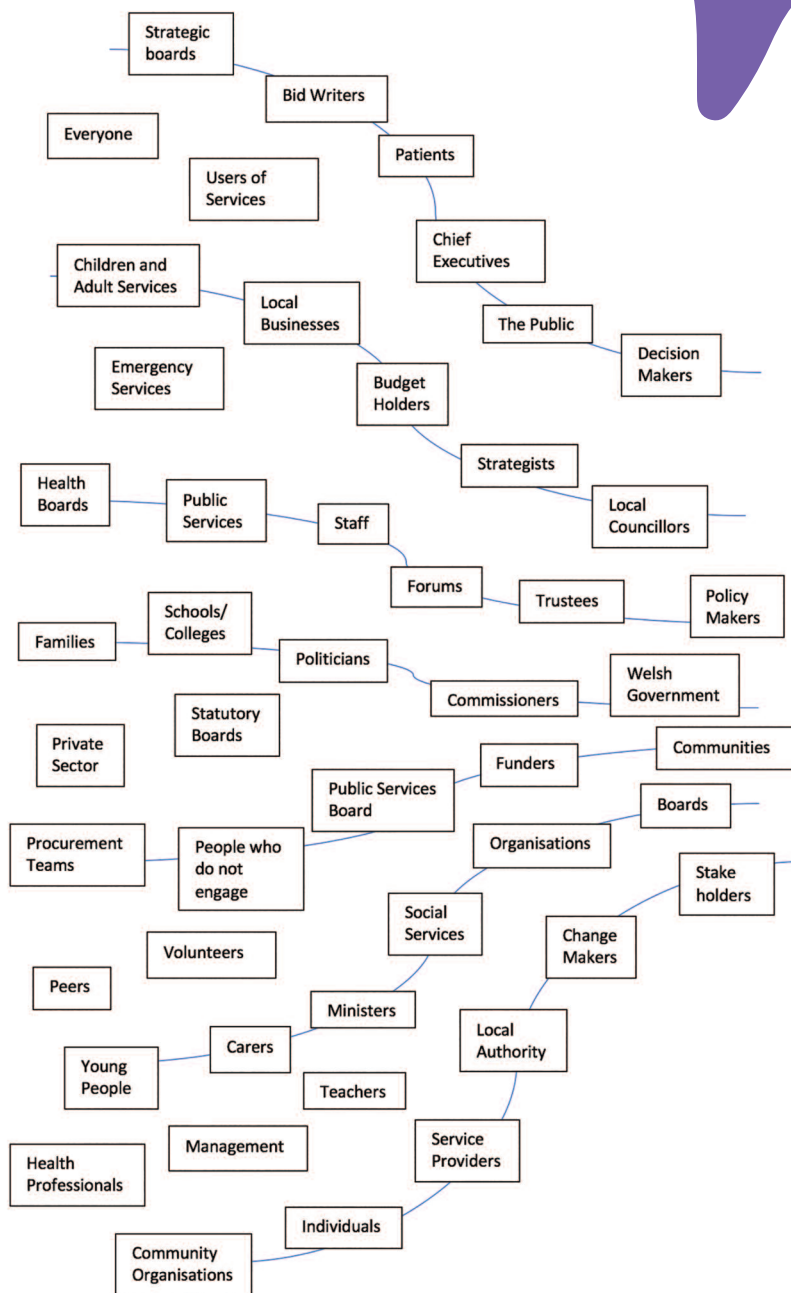 Strategic
boards
Bid Writers
Everyone
Patients
Users of
Services
Chief
Executives
Children and
Adult Services
Local
Businesses
The Public
Decision
Makers
Emergency
Services
Budget
Holders
Strategists
Health
Boards
Public
Services
Local
Councillors
Staff
Forums
Trustees
Policy
Makers
Schools/
Colleges
Families
Politicians
Commissioners
Welsh
Government
Statutory
Boards
Private
Sector
Communities
Funders
Public Services
Board
Boards
Procurement
Teams
People who
do not
engage
Organisations
Stake
holders
Social
Services
Change
Makers
Volunteers
Peers
Ministers
Local
Authority
Carers
Young
People
Teachers
Management
Service
Providers
Health
Professionals
Individuals
Community
Organisations